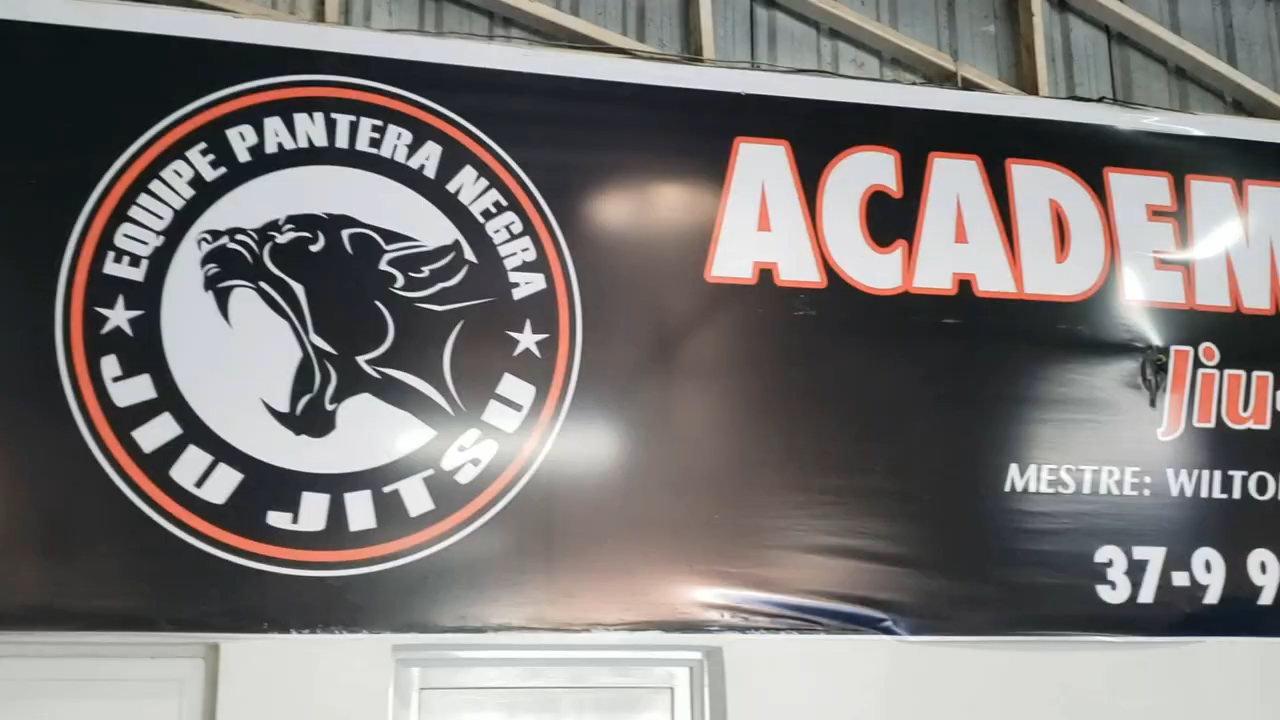 EQUIPE PANTERA NEGRA
JIU JITSU
ACADEM
Jiu-
MESTRE: WILTO
37-9 9